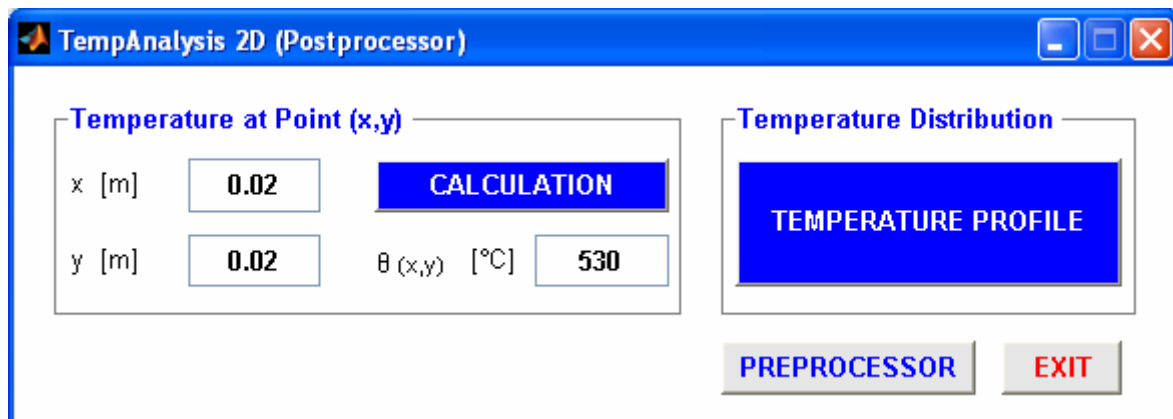 TempAnalysis 2D (Postprocessor)
Temperature at Point (x,y)
x [m] 0.02 CALCULATION
y [m] 0.02 θ (x,y) [°C] 530
Temperature Distribution
TEMPERATURE PROFILE
PREPROCESSOR EXIT